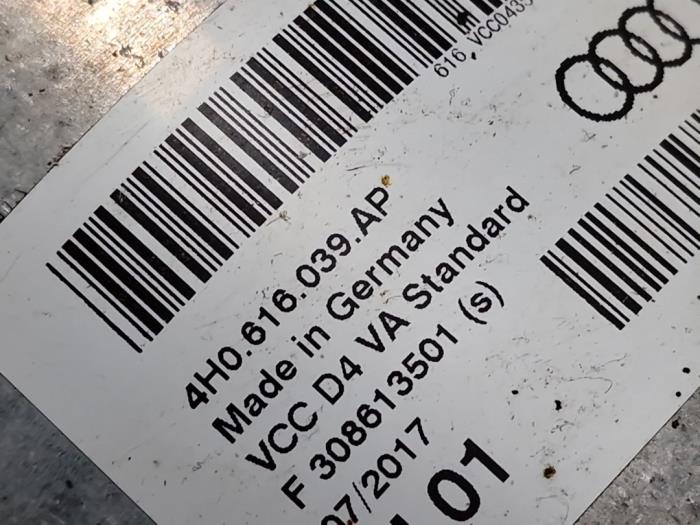 616_VCC0435
4H0.616.039.AP
Made in Germany
VCC D4 VA Standard
F 308613501 (s)
07/2017
01